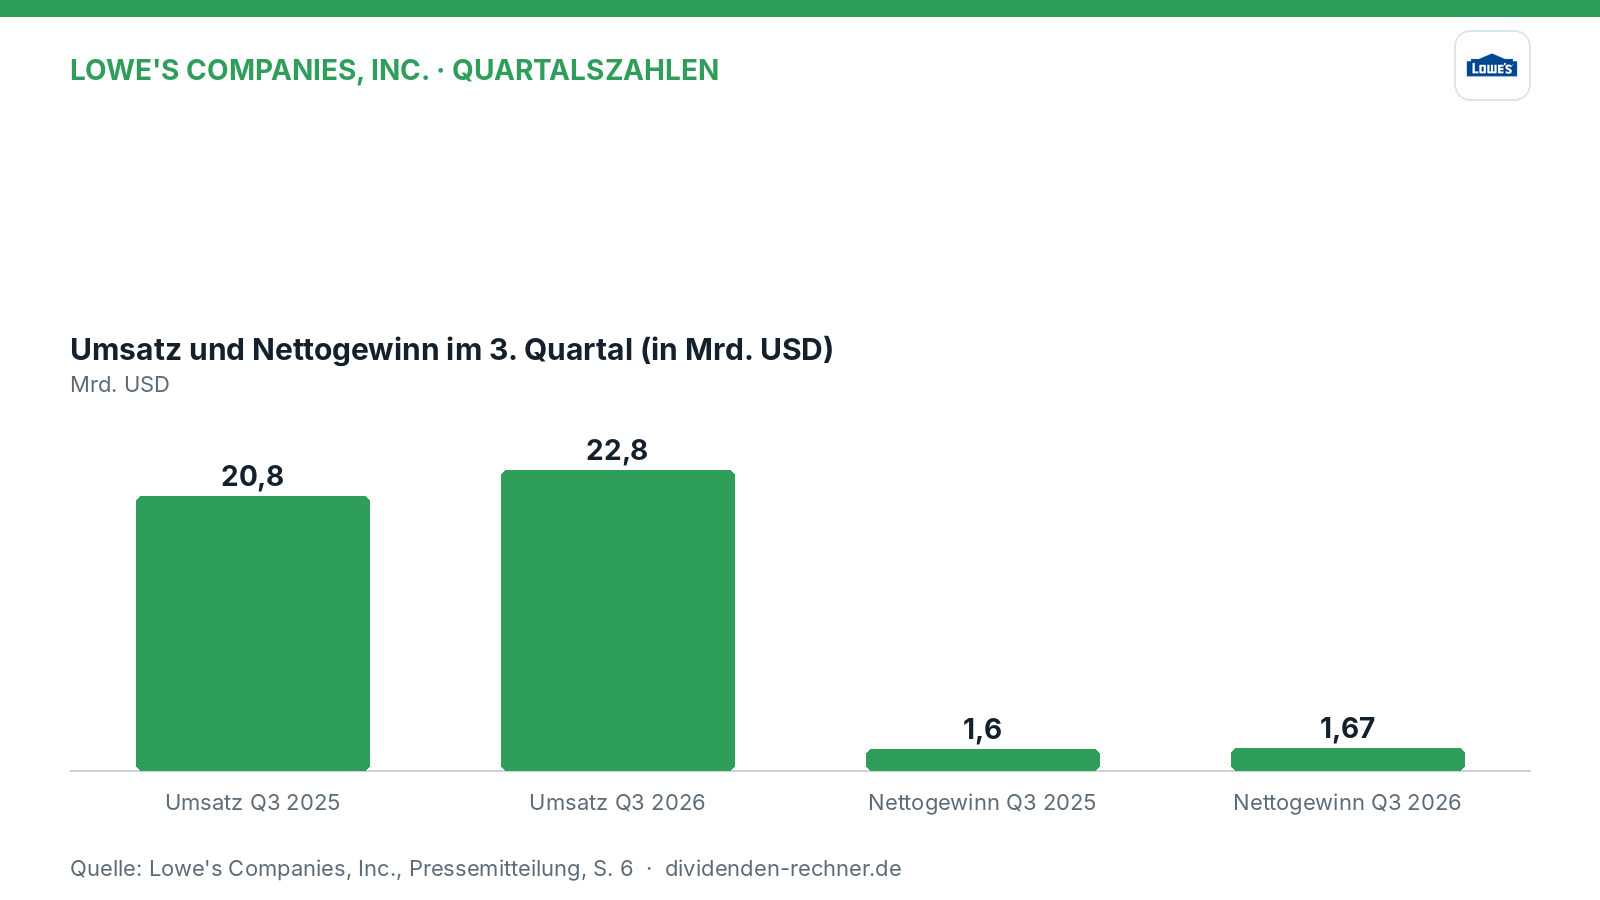 LOWE'S COMPANIES, INC. · QUARTALSZAHLEN
LOWE'S
Umsatz und Nettogewinn im 3. Quartal (in Mrd. USD)
Mrd. USD
20,8
22,8
1,6
1,67
Umsatz Q3 2025
Umsatz Q3 2026
Nettogewinn Q3 2025
Nettogewinn Q3 2026
Quelle: Lowe's Companies, Inc., Pressemitteilung, S. 6 · dividenden-rechner.de